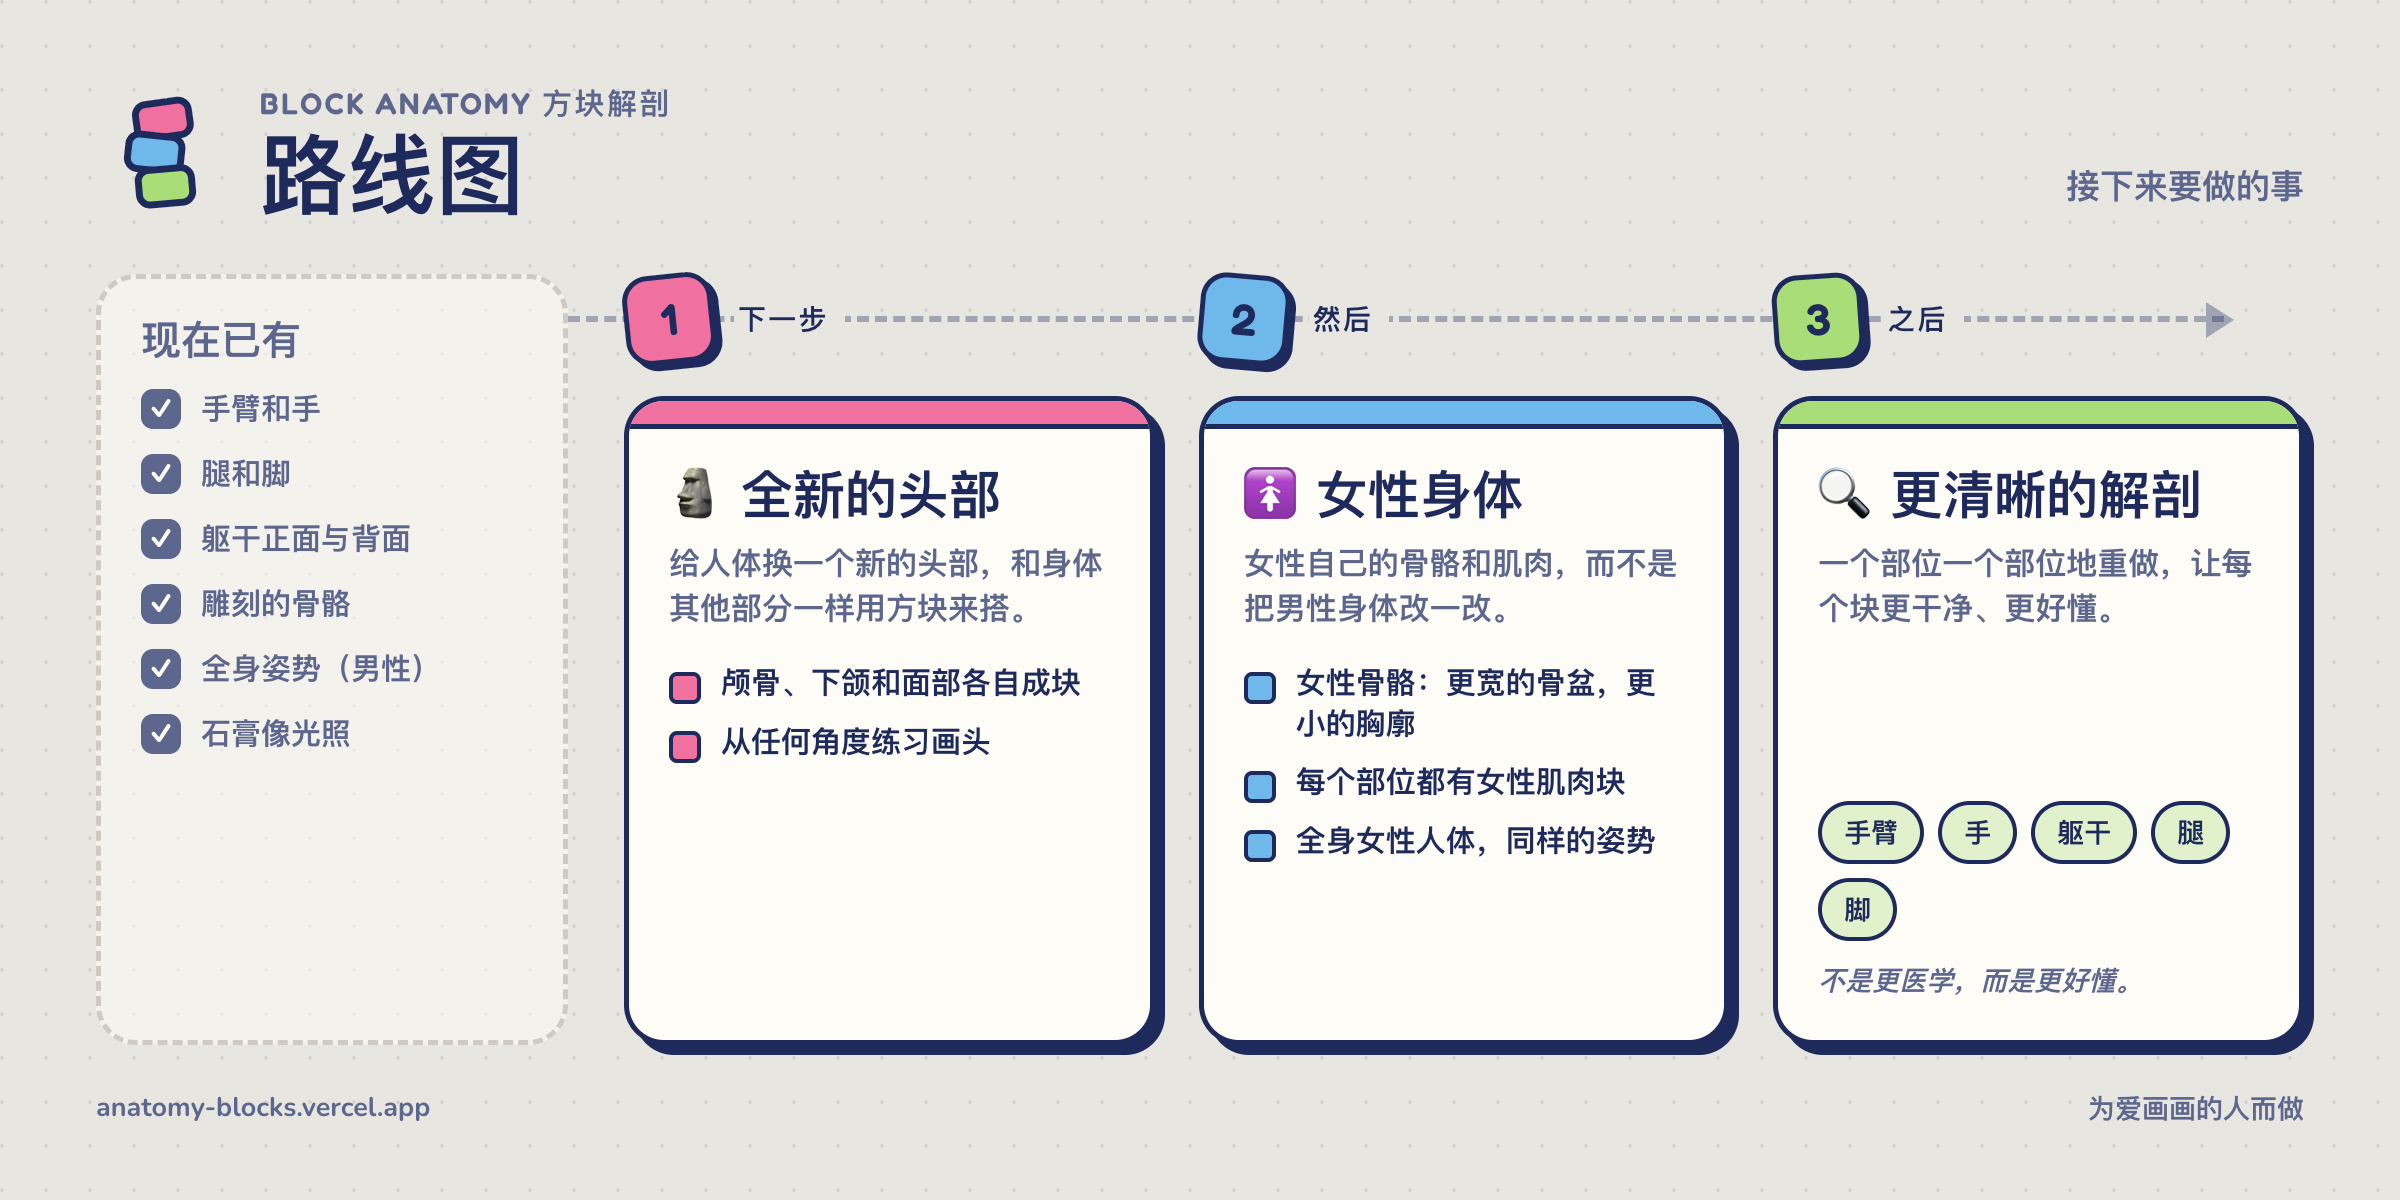 BLOCK ANATOMY 方块解剖
路线图
接下来要做的事
现在已有
手臂和手
腿和脚
躯干正面与背面
雕刻的骨骼
全身姿势（男性）
石膏像光照
1 下一步
全新的头部
给人体换一个新的头部，和身体
其他部分一样用方块来搭。
颅骨、下颌和面部各自成块
从任何角度练习画头
2 然后
女性身体
女性自己的骨骼和肌肉，而不是
把男性身体改一改。
女性骨骼：更宽的骨盆，更
小的胸廓
每个部位都有女性肌肉块
全身女性人体，同样的姿势
3 之后
更清晰的解剖
一个部位一个部位地重做，让每
个块更干净、更好懂。
手臂 手 躯干 腿
脚
不是更医学，而是更好懂。
anatomy-blocks.vercel.app
为爱画画的人而做